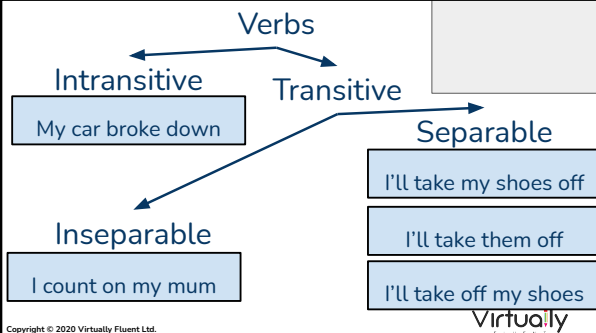 Verbs
Intransitive
Transitive
My car broke down
Separable
I'll take my shoes off
I'll take them off
Inseparable
I count on my mum
I'll take off my shoes
Virtually
Copyright © 2020 Virtually Fluent Ltd.